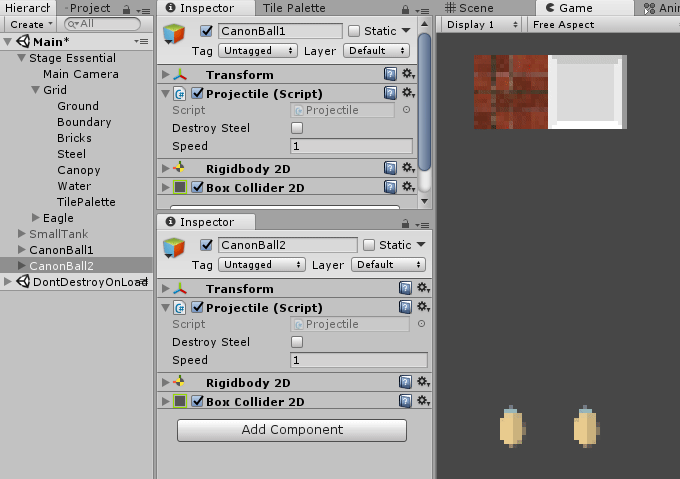 Hierarch
Project
Create
All
Main*
Stage Essential
Main Camera
Grid
Ground
Boundary
Bricks
Steel
Canopy
Water
TilePalette
Eagle
SmallTank
CanonBall1
CanonBall2
DontDestroyOnLoad
Inspector
Tile Palette
CanonBall1
Static
Tag
Untagged
Layer
Default
Transform
Projectile (Script)
Script
Projectile
Destroy Steel
Speed
1
Rigidbody 2D
Box Collider 2D
Inspector
CanonBall2
Static
Tag
Untagged
Layer
Default
Transform
Projectile (Script)
Script
Projectile
Destroy Steel
Speed
1
Rigidbody 2D
Box Collider 2D
Add Component
Scene
Game
Ani
Display 1
Free Aspect